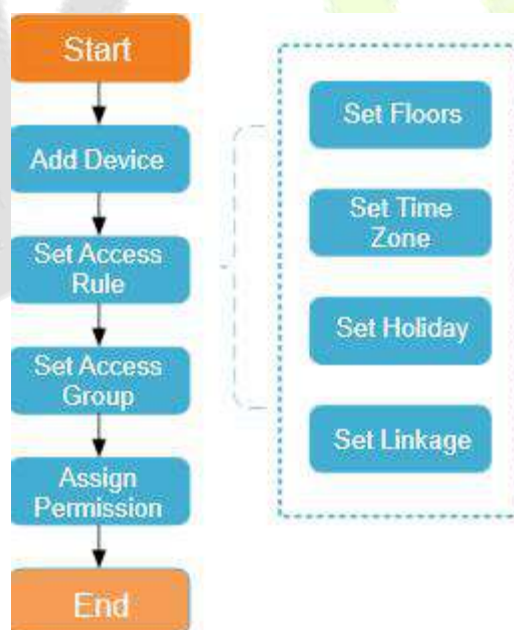 Start
Add Device
Set Access
Rule
Set Access
Group
Assign
Permission
End
Set Floors
Set Time
Zone
Set Holiday
Set Linkage